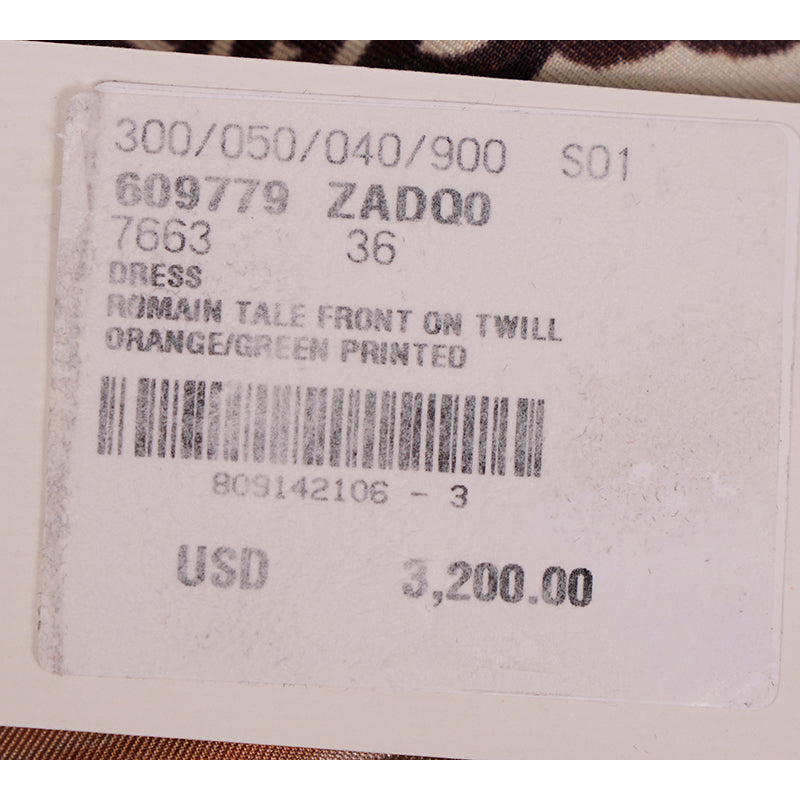 300/050/040/900 S01
609779 ZADQ0
7663 36
DRESS
ROMAIN TALE FRONT ON TWILL
ORANGE/GREEN PRINTED
809142106 - 3
USD 3,200.00